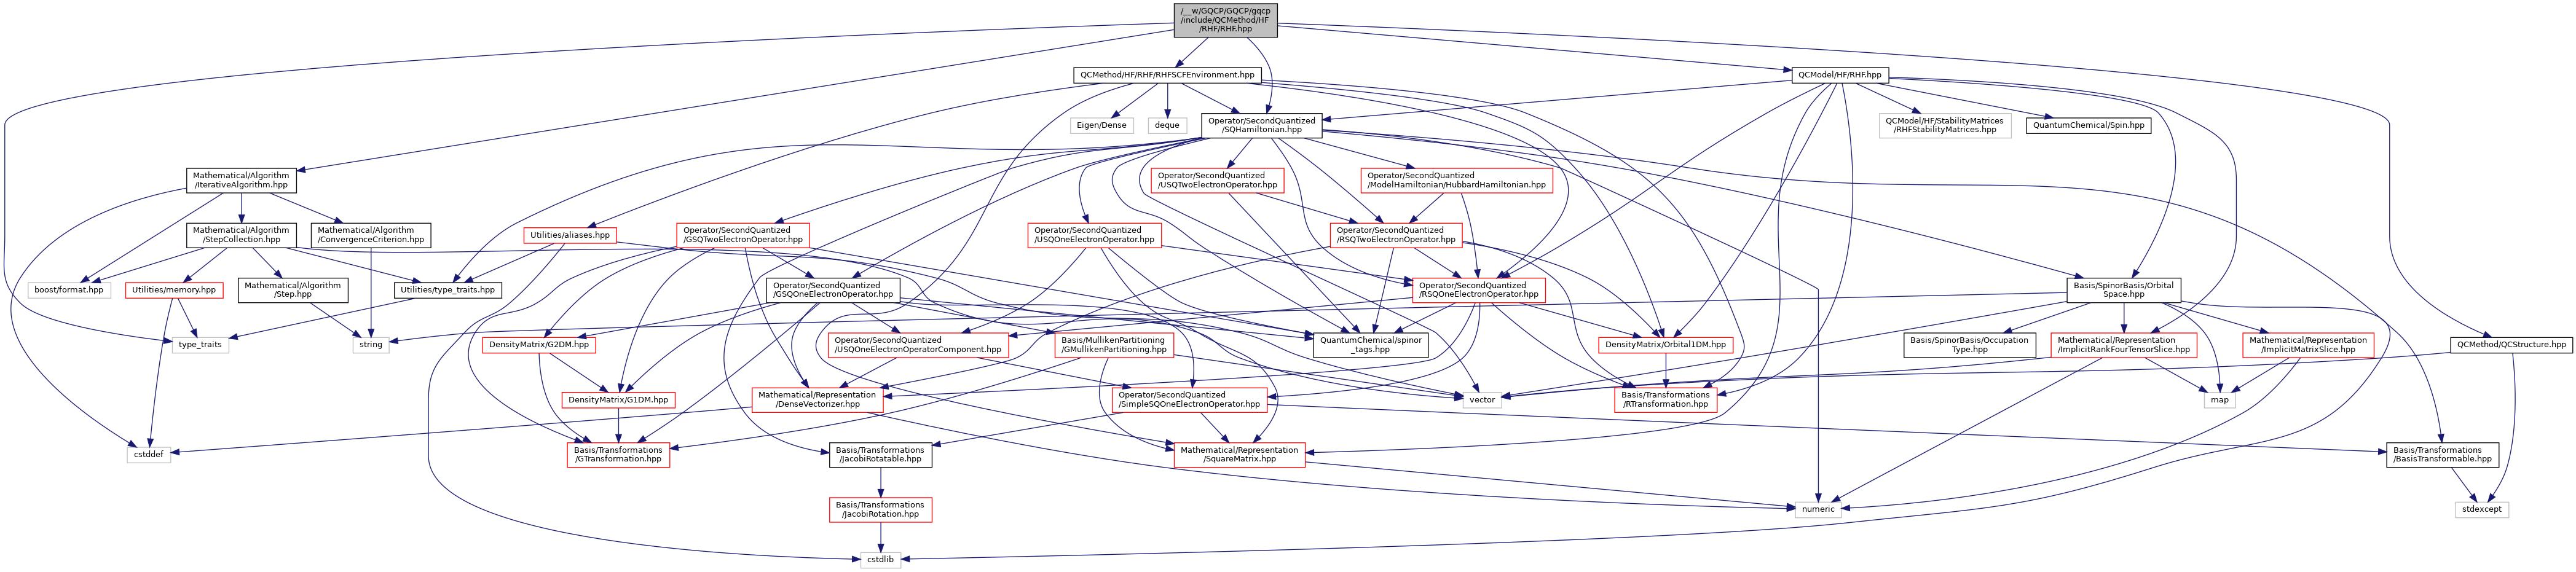 /__w/GQCP/GQCP/gqcp
/include/QCMethod/HF
/RHF/RHF.hpp
QCMethod/HF/RHF/RHFSCFEnvironment.hpp
QCModel/HF/RHF.hpp
Eigen/Dense
deque
Operator/SecondQuantized
/SQHamiltonian.hpp
QCModel/HF/StabilityMatrices
/RHFStabilityMatrices.hpp
QuantumChemical/Spin.hpp
Mathematical/Algorithm
/IterativeAlgorithm.hpp
Operator/SecondQuantized
/USQTwoElectronOperator.hpp
Operator/SecondQuantized
/ModelHamiltonian/HubbardHamiltonian.hpp
Mathematical/Algorithm
/StepCollection.hpp
Mathematical/Algorithm
/ConvergenceCriterion.hpp
Utilities/aliases.hpp
Operator/SecondQuantized
/GSQTwoElectronOperator.hpp
Operator/SecondQuantized
/USQOneElectronOperator.hpp
Operator/SecondQuantized
/RSQTwoElectronOperator.hpp
boost/format.hpp
Utilities/memory.hpp
Mathematical/Algorithm
/Step.hpp
Utilities/type_traits.hpp
Operator/SecondQuantized
/GSQOneElectronOperator.hpp
Operator/SecondQuantized
/RSQOneElectronOperator.hpp
Basis/SpinorBasis/Orbital
Space.hpp
type_traits
string
DensityMatrix/G2DM.hpp
Operator/SecondQuantized
/USQOneElectronOperatorComponent.hpp
Basis/MullikenPartitioning
/GMullikenPartitioning.hpp
QuantumChemical/spinor
_tags.hpp
DensityMatrix/Orbital1DM.hpp
Basis/SpinorBasis/Occupation
Type.hpp
Mathematical/Representation
/ImplicitRankFourTensorSlice.hpp
Mathematical/Representation
/ImplicitMatrixSlice.hpp
QCMethod/QCStructure.hpp
DensityMatrix/G1DM.hpp
Mathematical/Representation
/DenseVectorizer.hpp
Operator/SecondQuantized
/SimpleSQOneElectronOperator.hpp
vector
Basis/Transformations
/RTransformation.hpp
map
cstddef
Basis/Transformations
/GTransformation.hpp
Basis/Transformations
/JacobiRotatable.hpp
Mathematical/Representation
/SquareMatrix.hpp
Basis/Transformations
/BasisTransformable.hpp
Basis/Transformations
/JacobiRotation.hpp
numeric
stdexcept
cstdlib